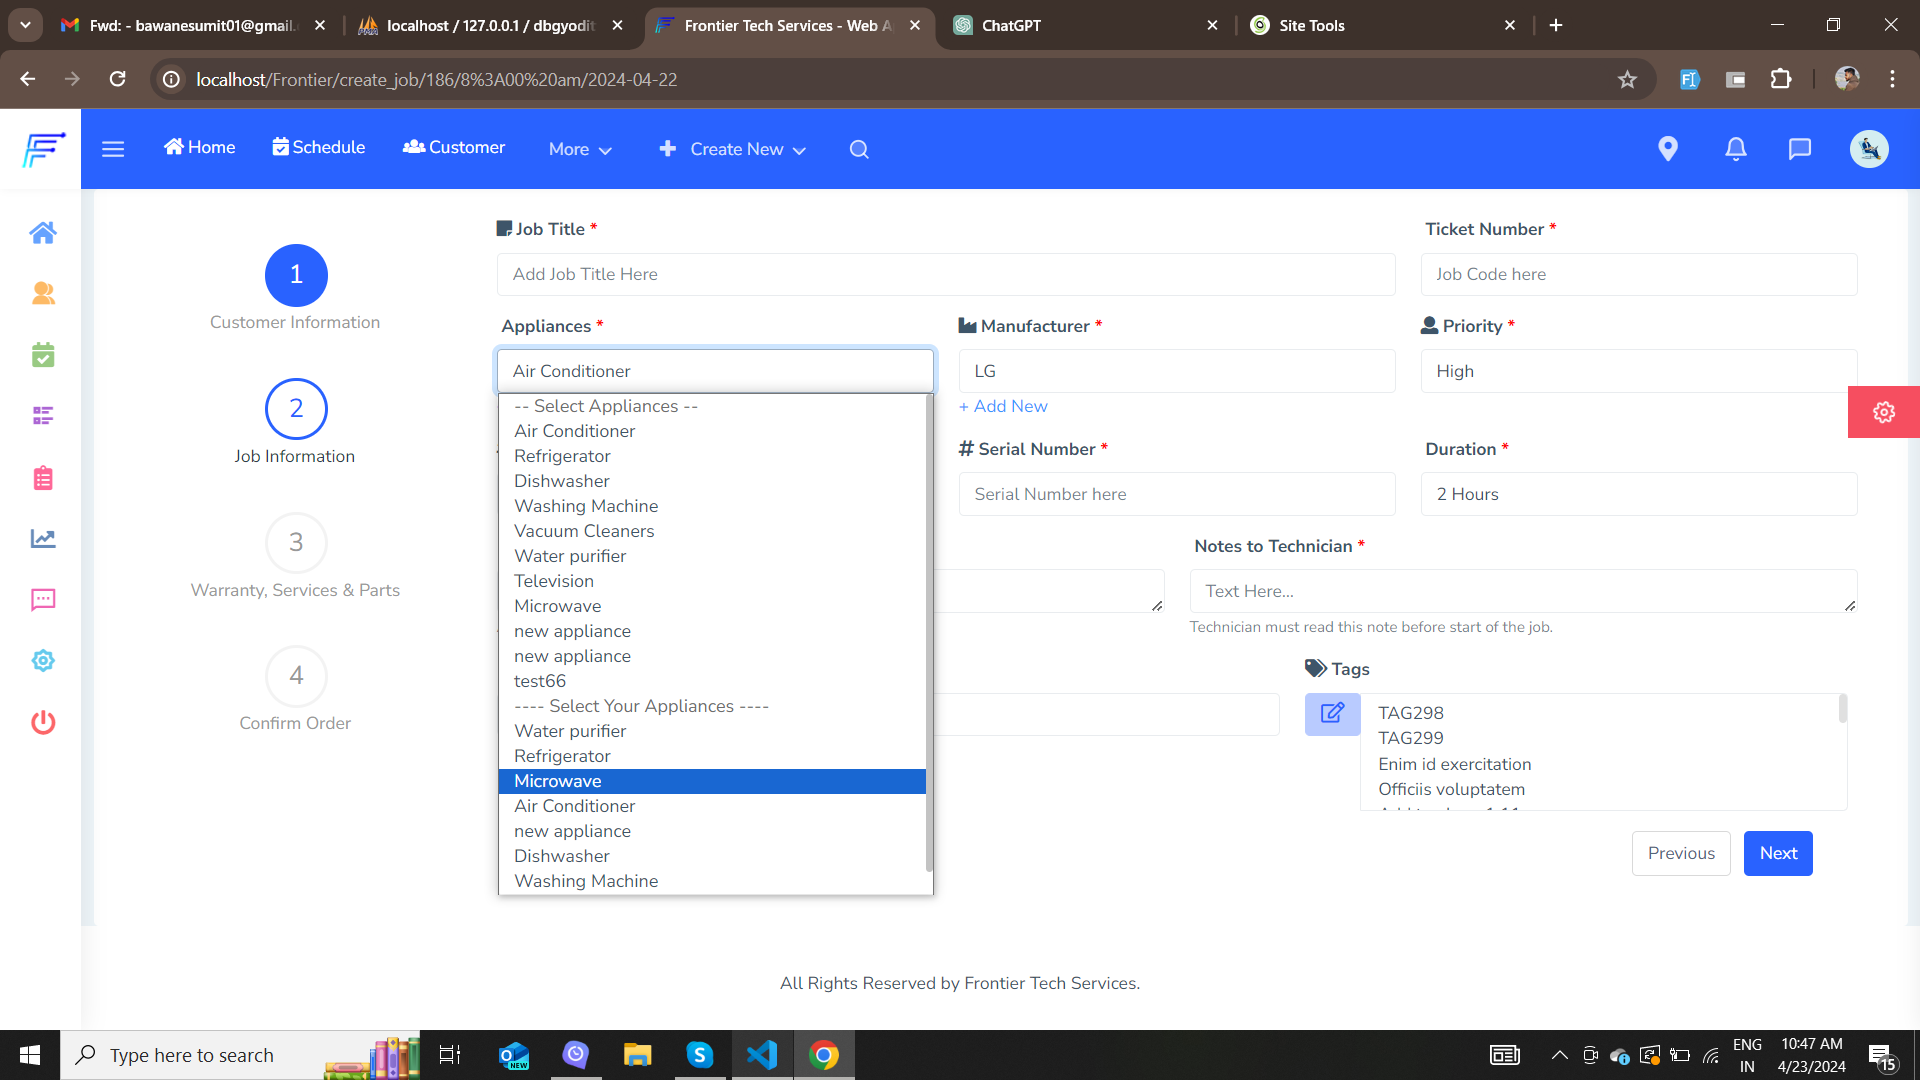 Fwd: - bawanesumit01@gmail.
localhost / 127.0.0.1 / dbgyodit
Frontier Tech Services - Web A
ChatGPT
Site Tools
localhost/Frontier/create_job/186/8%3A00%20am/2024-04-22
Home
Schedule
Customer
More
Create New
1
Customer Information
2
Job Information
3
Warranty, Services & Parts
4
Confirm Order
Job Title *
Add Job Title Here
Ticket Number *
Job Code here
Appliances *
Air Conditioner
Manufacturer *
LG
+ Add New
Priority *
High
-- Select Appliances --
Air Conditioner
Refrigerator
Dishwasher
Washing Machine
Vacuum Cleaners
Water purifier
Television
Microwave
new appliance
new appliance
test66
---- Select Your Appliances ----
Water purifier
Refrigerator
Microwave
Air Conditioner
new appliance
Dishwasher
Washing Machine
# Serial Number *
Serial Number here
Duration *
2 Hours
Notes to Technician *
Text Here...
Technician must read this note before start of the job.
Tags
TAG298
TAG299
Enim id exercitation
Officiis voluptatem
Previous
Next
All Rights Reserved by Frontier Tech Services.
Type here to search
NEW
ENG
IN
10:47 AM
4/23/2024
15